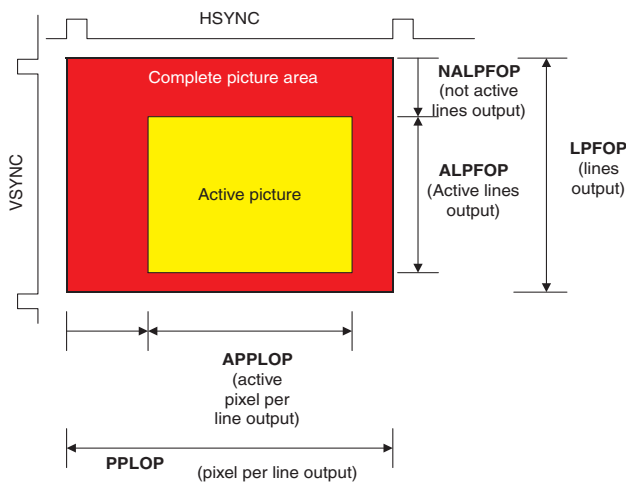 HSYNC
VSYNC
Complete picture area
Active picture
NALPFOP
(not active
lines output)
ALPFOP
(Active lines
output)
LPFOP
(lines
output)
APPLOP
(active
pixel per
line output)
PPLOP
(pixel per line output)